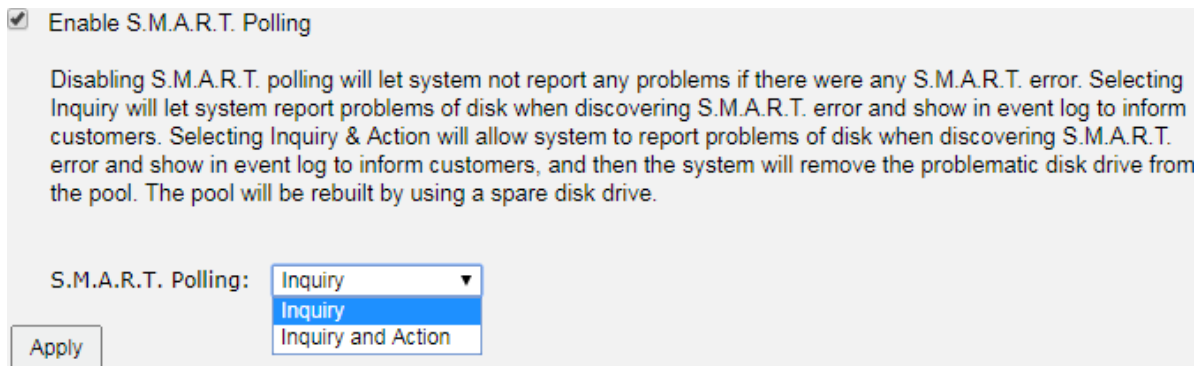 Enable S.M.A.R.T. Polling
Disabling S.M.A.R.T. polling will let system not report any problems if there were any S.M.A.R.T. error. Selecting
Inquiry will let system report problems of disk when discovering S.M.A.R.T. error and show in event log to inform
customers. Selecting Inquiry & Action will allow system to report problems of disk when discovering S.M.A.R.T.
error and show in event log to inform customers, and then the system will remove the problematic disk drive from
the pool. The pool will be rebuilt by using a spare disk drive.
S.M.A.R.T. Polling: Inquiry
Inquiry
Inquiry and Action
Apply